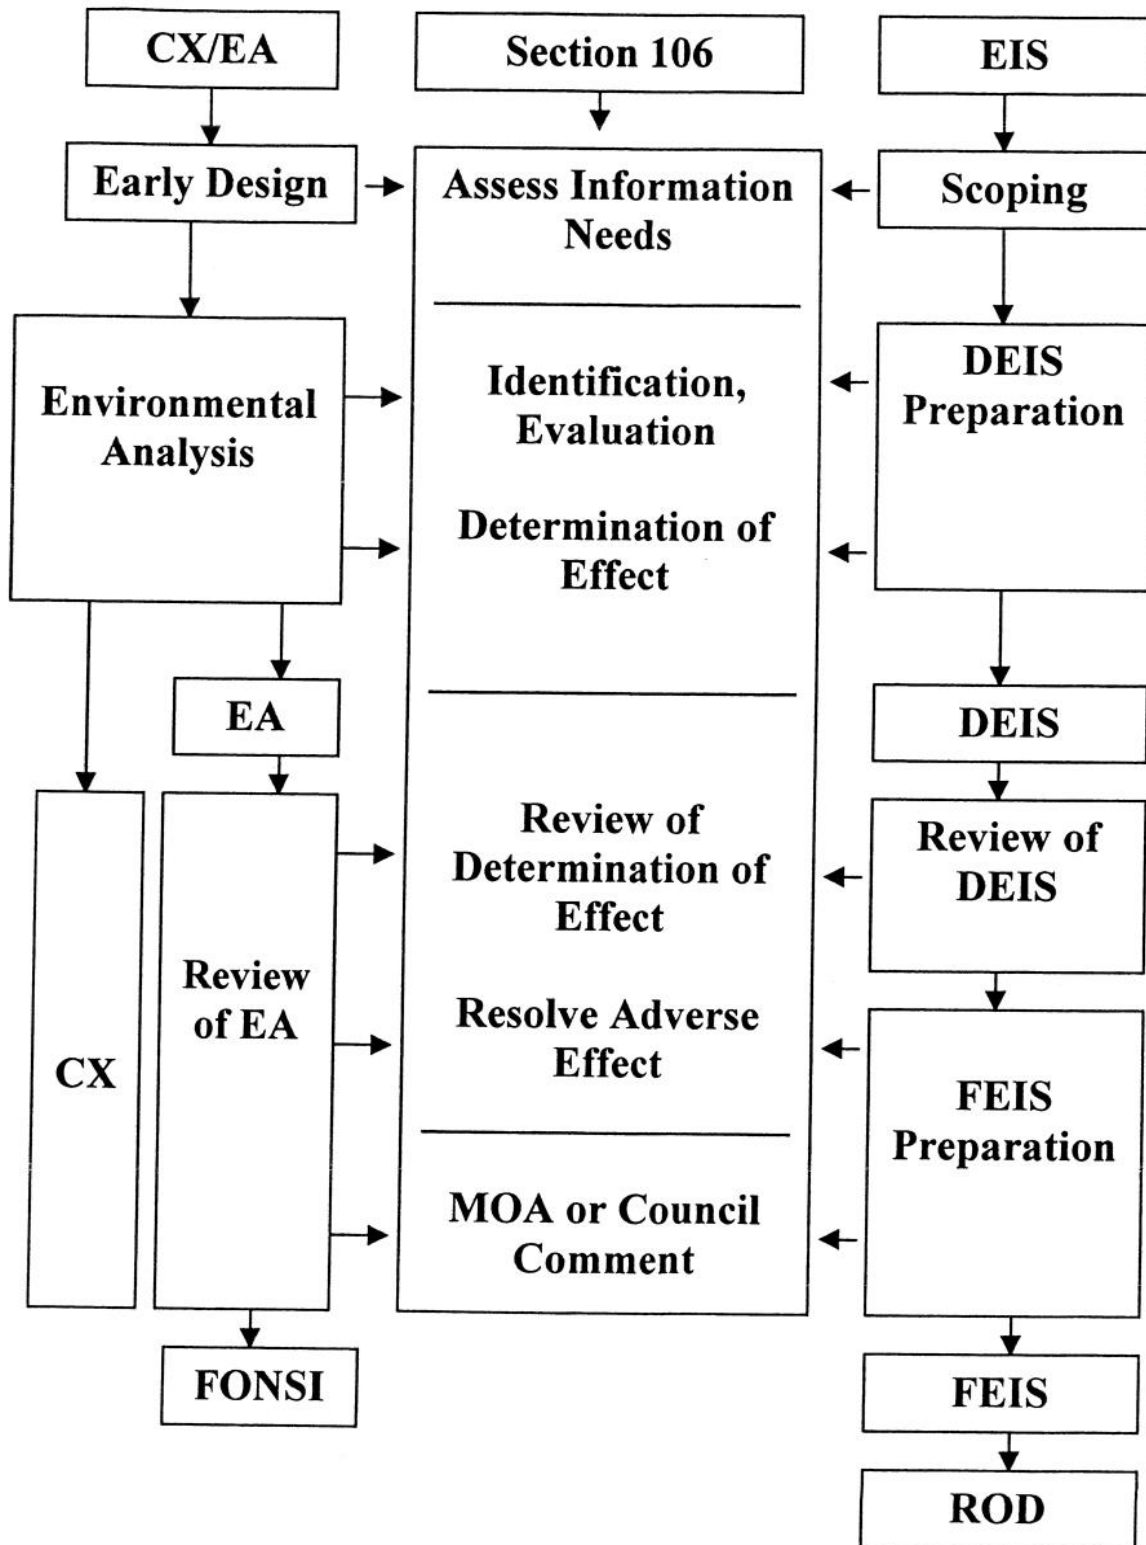 CX/EA
Section 106
EIS
Early Design
Assess Information
Needs
Scoping
Environmental
Analysis
Identification,
Evaluation
DEIS
Preparation
Determination of
Effect
EA
DEIS
CX
Review
of EA
Review of
Determination of
Effect
Review of
DEIS
Resolve Adverse
Effect
FEIS
Preparation
MOA or Council
Comment
FONSI
FEIS
ROD